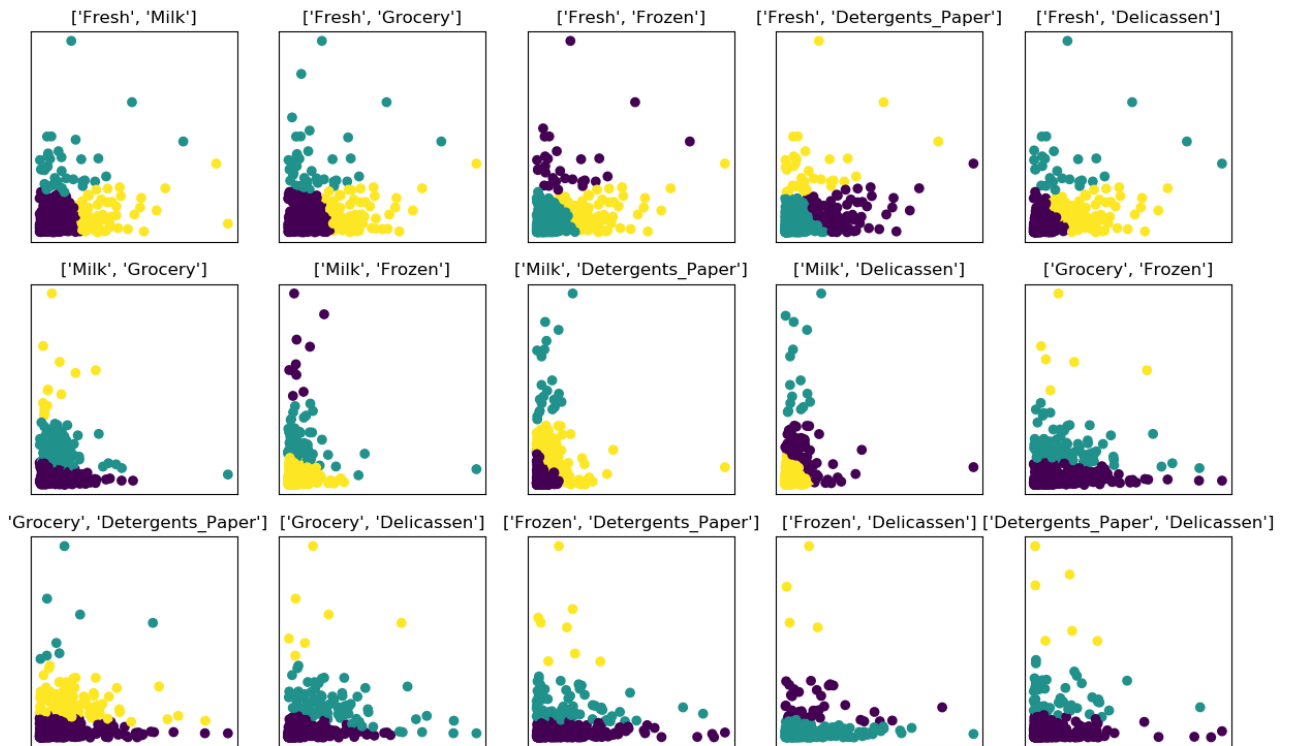 ['Fresh', 'Milk']
['Fresh', 'Grocery']
['Fresh', 'Frozen']
['Fresh', 'Detergents_Paper']
['Fresh', 'Delicassen']
['Milk', 'Grocery']
['Milk', 'Frozen']
['Milk', 'Detergents_Paper']
['Milk', 'Delicassen']
['Grocery', 'Frozen']
'Grocery', 'Detergents_Paper']
['Grocery', 'Delicassen']
['Frozen', 'Detergents_Paper']
['Frozen', 'Delicassen']
['Detergents_Paper', 'Delicassen']